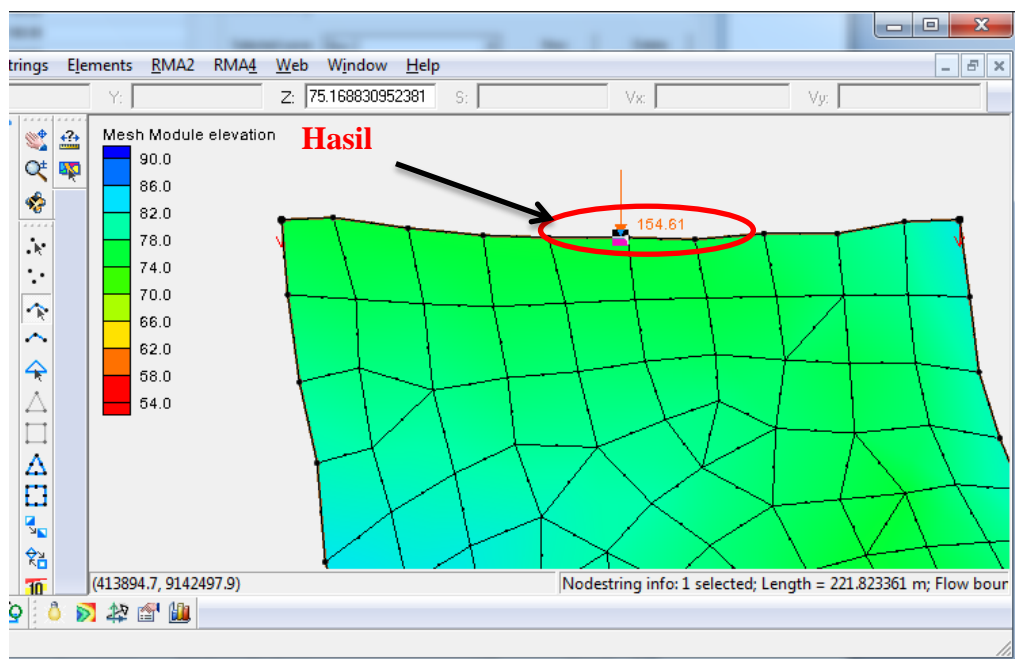 trings Elements RMA2 RMA4 Web Window Help
Y: Z: 75.168830952381 S: Vx: Vy:
Mesh Module elevation
Hasil
90.0
86.0
82.0
78.0
74.0
70.0
66.0
62.0
58.0
54.0
154.61
10
(413894.7, 9142497.9) Nodestring info: 1 selected; Length = 221.823361 m; Flow bour